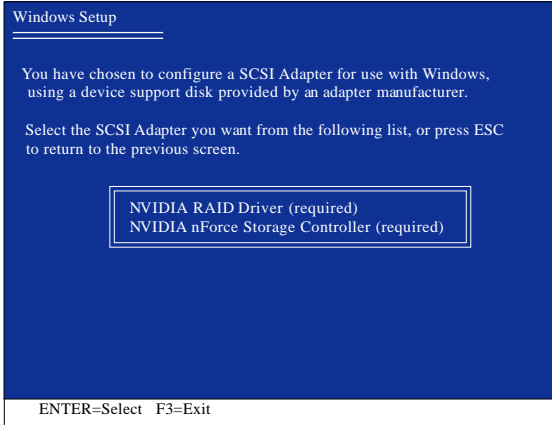 Windows Setup
You have chosen to configure a SCSI Adapter for use with Windows,
using a device support disk provided by an adapter manufacturer.
Select the SCSI Adapter you want from the following list, or press ESC
to return to the previous screen.
NVIDIA RAID Driver (required)
NVIDIA nForce Storage Controller (required)
ENTER=Select F3=Exit